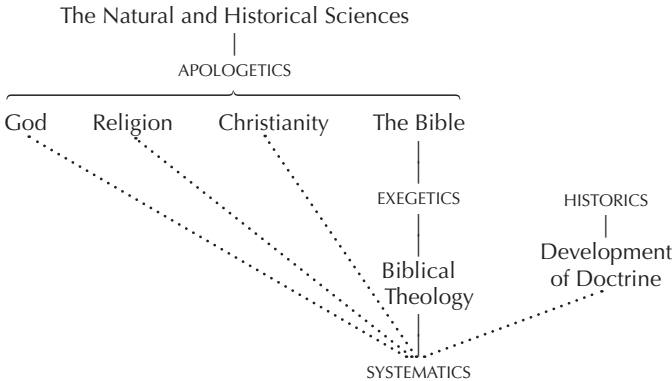 The Natural and Historical Sciences
APOLOGETICS
God Religion Christianity The Bible
EXEGETICS HISTORICS
Development
of Doctrine
Biblical
Theology
SYSTEMATICS